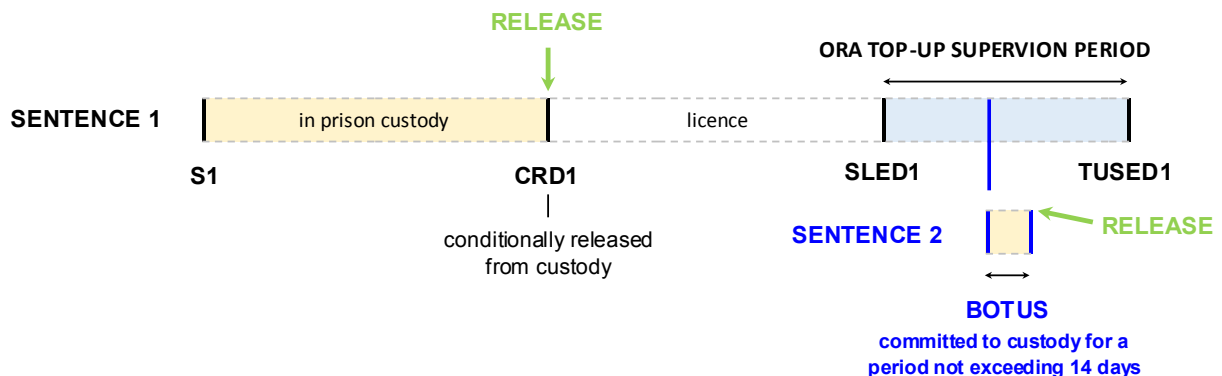 RELEASE
ORA TOP-UP SUPERVION PERIOD
SENTENCE 1
in prison custody
licence
S1
CRD1
SLED1
TUSED1
conditionally released
from custody
SENTENCE 2
RELEASE
BOTUS
committed to custody for a
period not exceeding 14 days